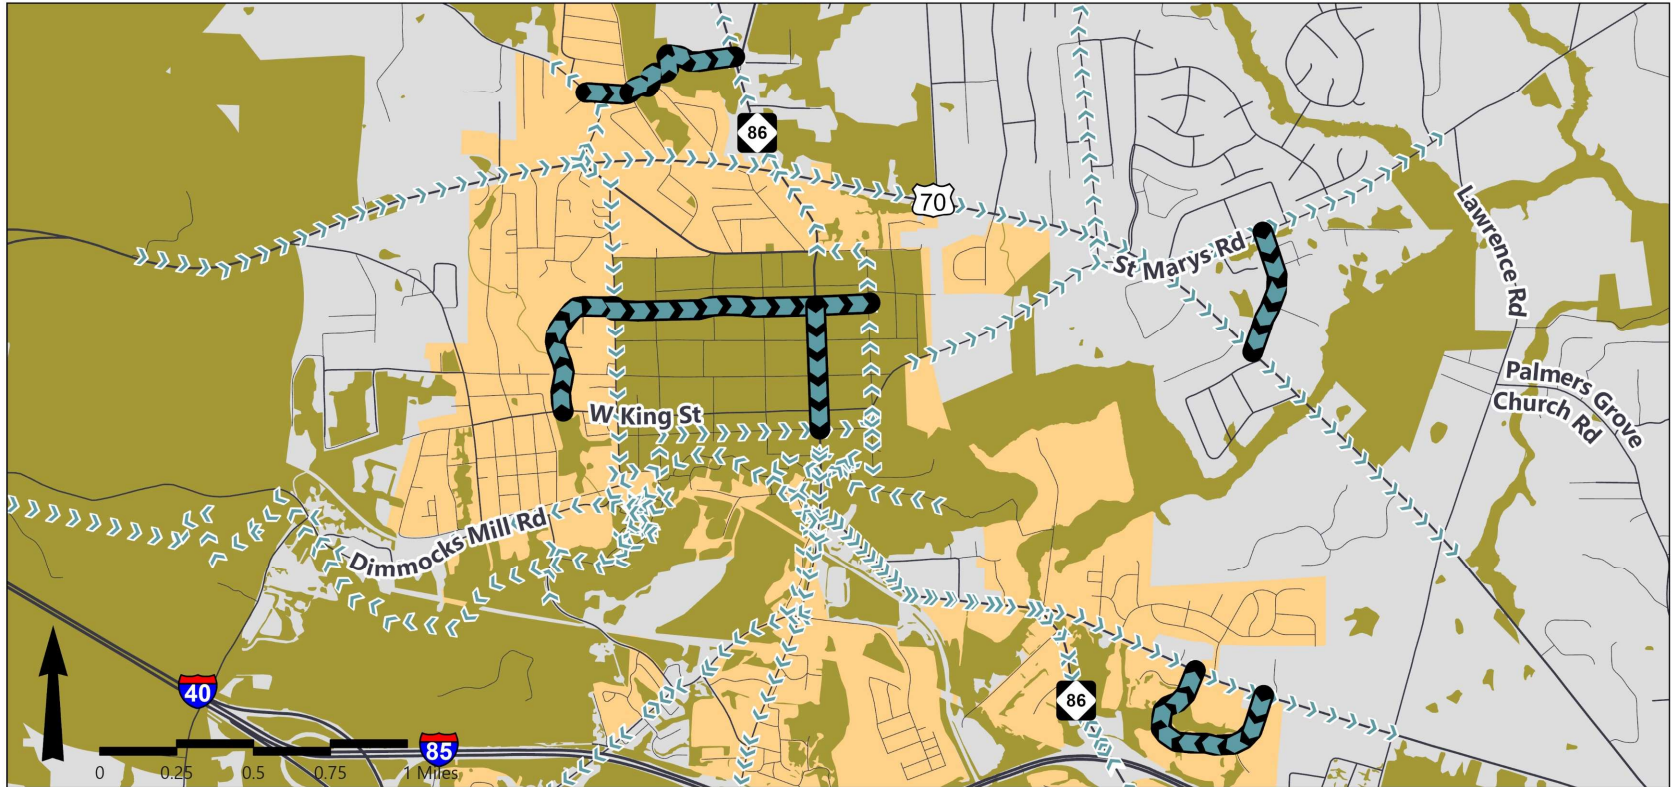 86
70
St Marys Rd
Lawrence Rd
Palmers Grove
Church Rd
W King St
Dimmocks Mill Rd
40
86
85
0 0.25 0.5 0.75 1 Miles